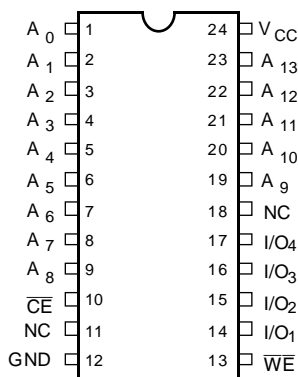 A0 1 24 VCC
A1 2 23 A13
A2 3 22 A12
A3 4 21 A11
A4 5 20 A10
A5 6 19 A9
A6 7 18 NC
A7 8 17 I/O4
A8 9 16 I/O3
C̅E̅ 10 15 I/O2
NC 11 14 I/O1
GND 12 13 W̅E̅